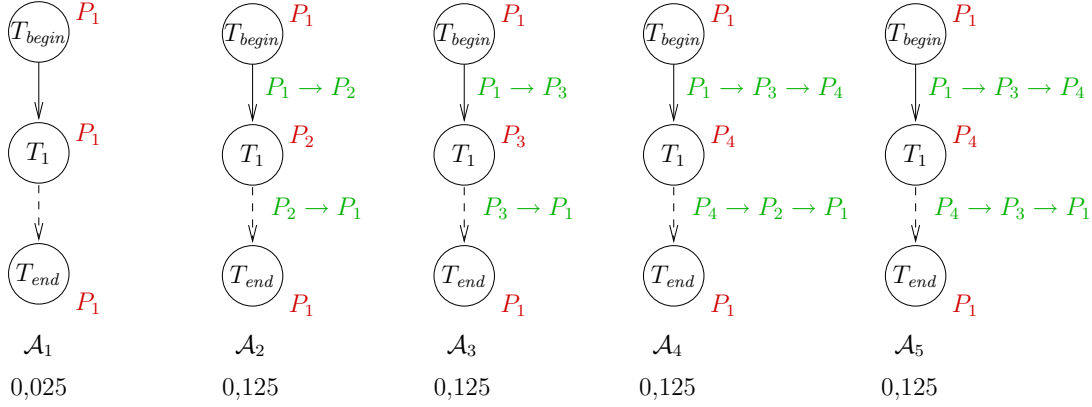 T_begin P_1 T_begin P_1 T_begin P_1 T_begin P_1 T_begin P_1
P_1 → P_2 P_1 → P_3 P_1 → P_3 → P_4 P_1 → P_3 → P_4
T_1 P_1 T_1 P_2 T_1 P_3 T_1 P_4 T_1 P_4
P_2 → P_1 P_3 → P_1 P_4 → P_2 → P_1 P_4 → P_3 → P_1
T_end P_1 T_end P_1 T_end P_1 T_end P_1 T_end P_1
𝒜_1 𝒜_2 𝒜_3 𝒜_4 𝒜_5
0,025 0,125 0,125 0,125 0,125